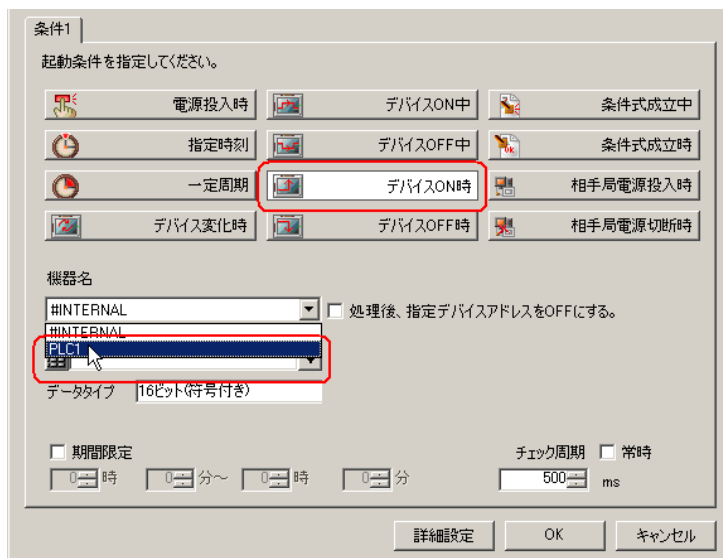 条件1
起動条件を指定してください。
電源投入時 デバイスON中 条件式成立中
指定時刻 デバイスOFF中 条件式成立時
一定周期 デバイスON時 相手局電源投入時
デバイス変化時 デバイスOFF時 相手局電源切断時
機器名
#INTERNAL 処理後、指定デバイスアドレスをOFFにする。
#INTERNAL
PLC1
データタイプ 16ビット(符号付き)
期間限定 チェック周期 常時
0 時 0 分~ 0 時 0 分 500 ms
詳細設定 OK キャンセル